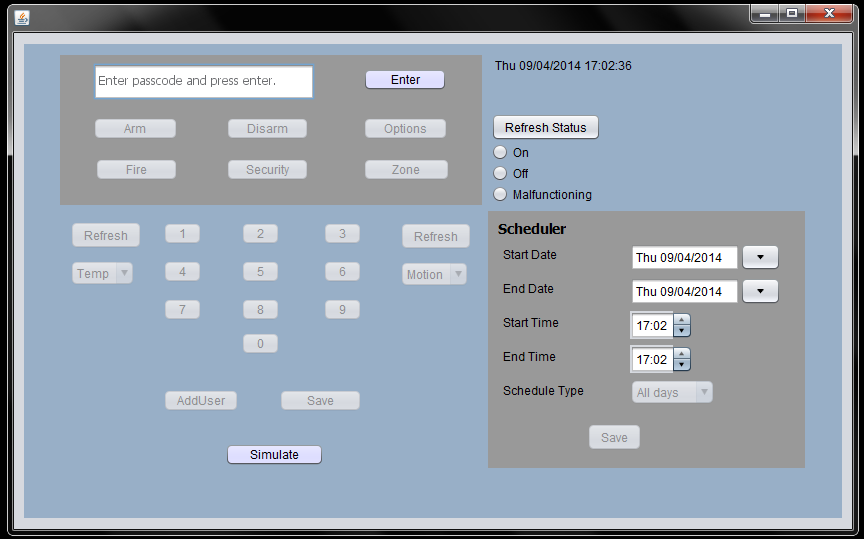 Enter passcode and press enter.
Enter
Thu 09/04/2014 17:02:36
Arm
Disarm
Options
Fire
Security
Zone
Refresh Status
On
Off
Malfunctioning
Refresh
1
2
3
Refresh
Temp
4
5
6
Motion
7
8
9
0
AddUser
Save
Simulate
Scheduler
Start Date
Thu 09/04/2014
End Date
Thu 09/04/2014
Start Time
17:02
End Time
17:02
Schedule Type
All days
Save